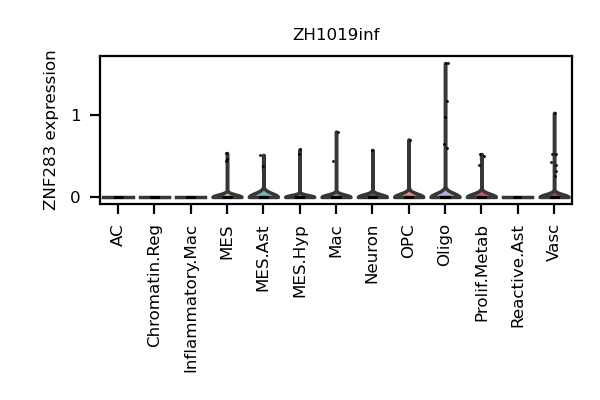 ZH1019inf
ZNF283 expression
1
0
AC
Chromatin.Reg
Inflammatory.Mac
MES
MES.Ast
MES.Hyp
Mac
Neuron
OPC
Oligo
Prolif.Metab
Reactive.Ast
Vasc